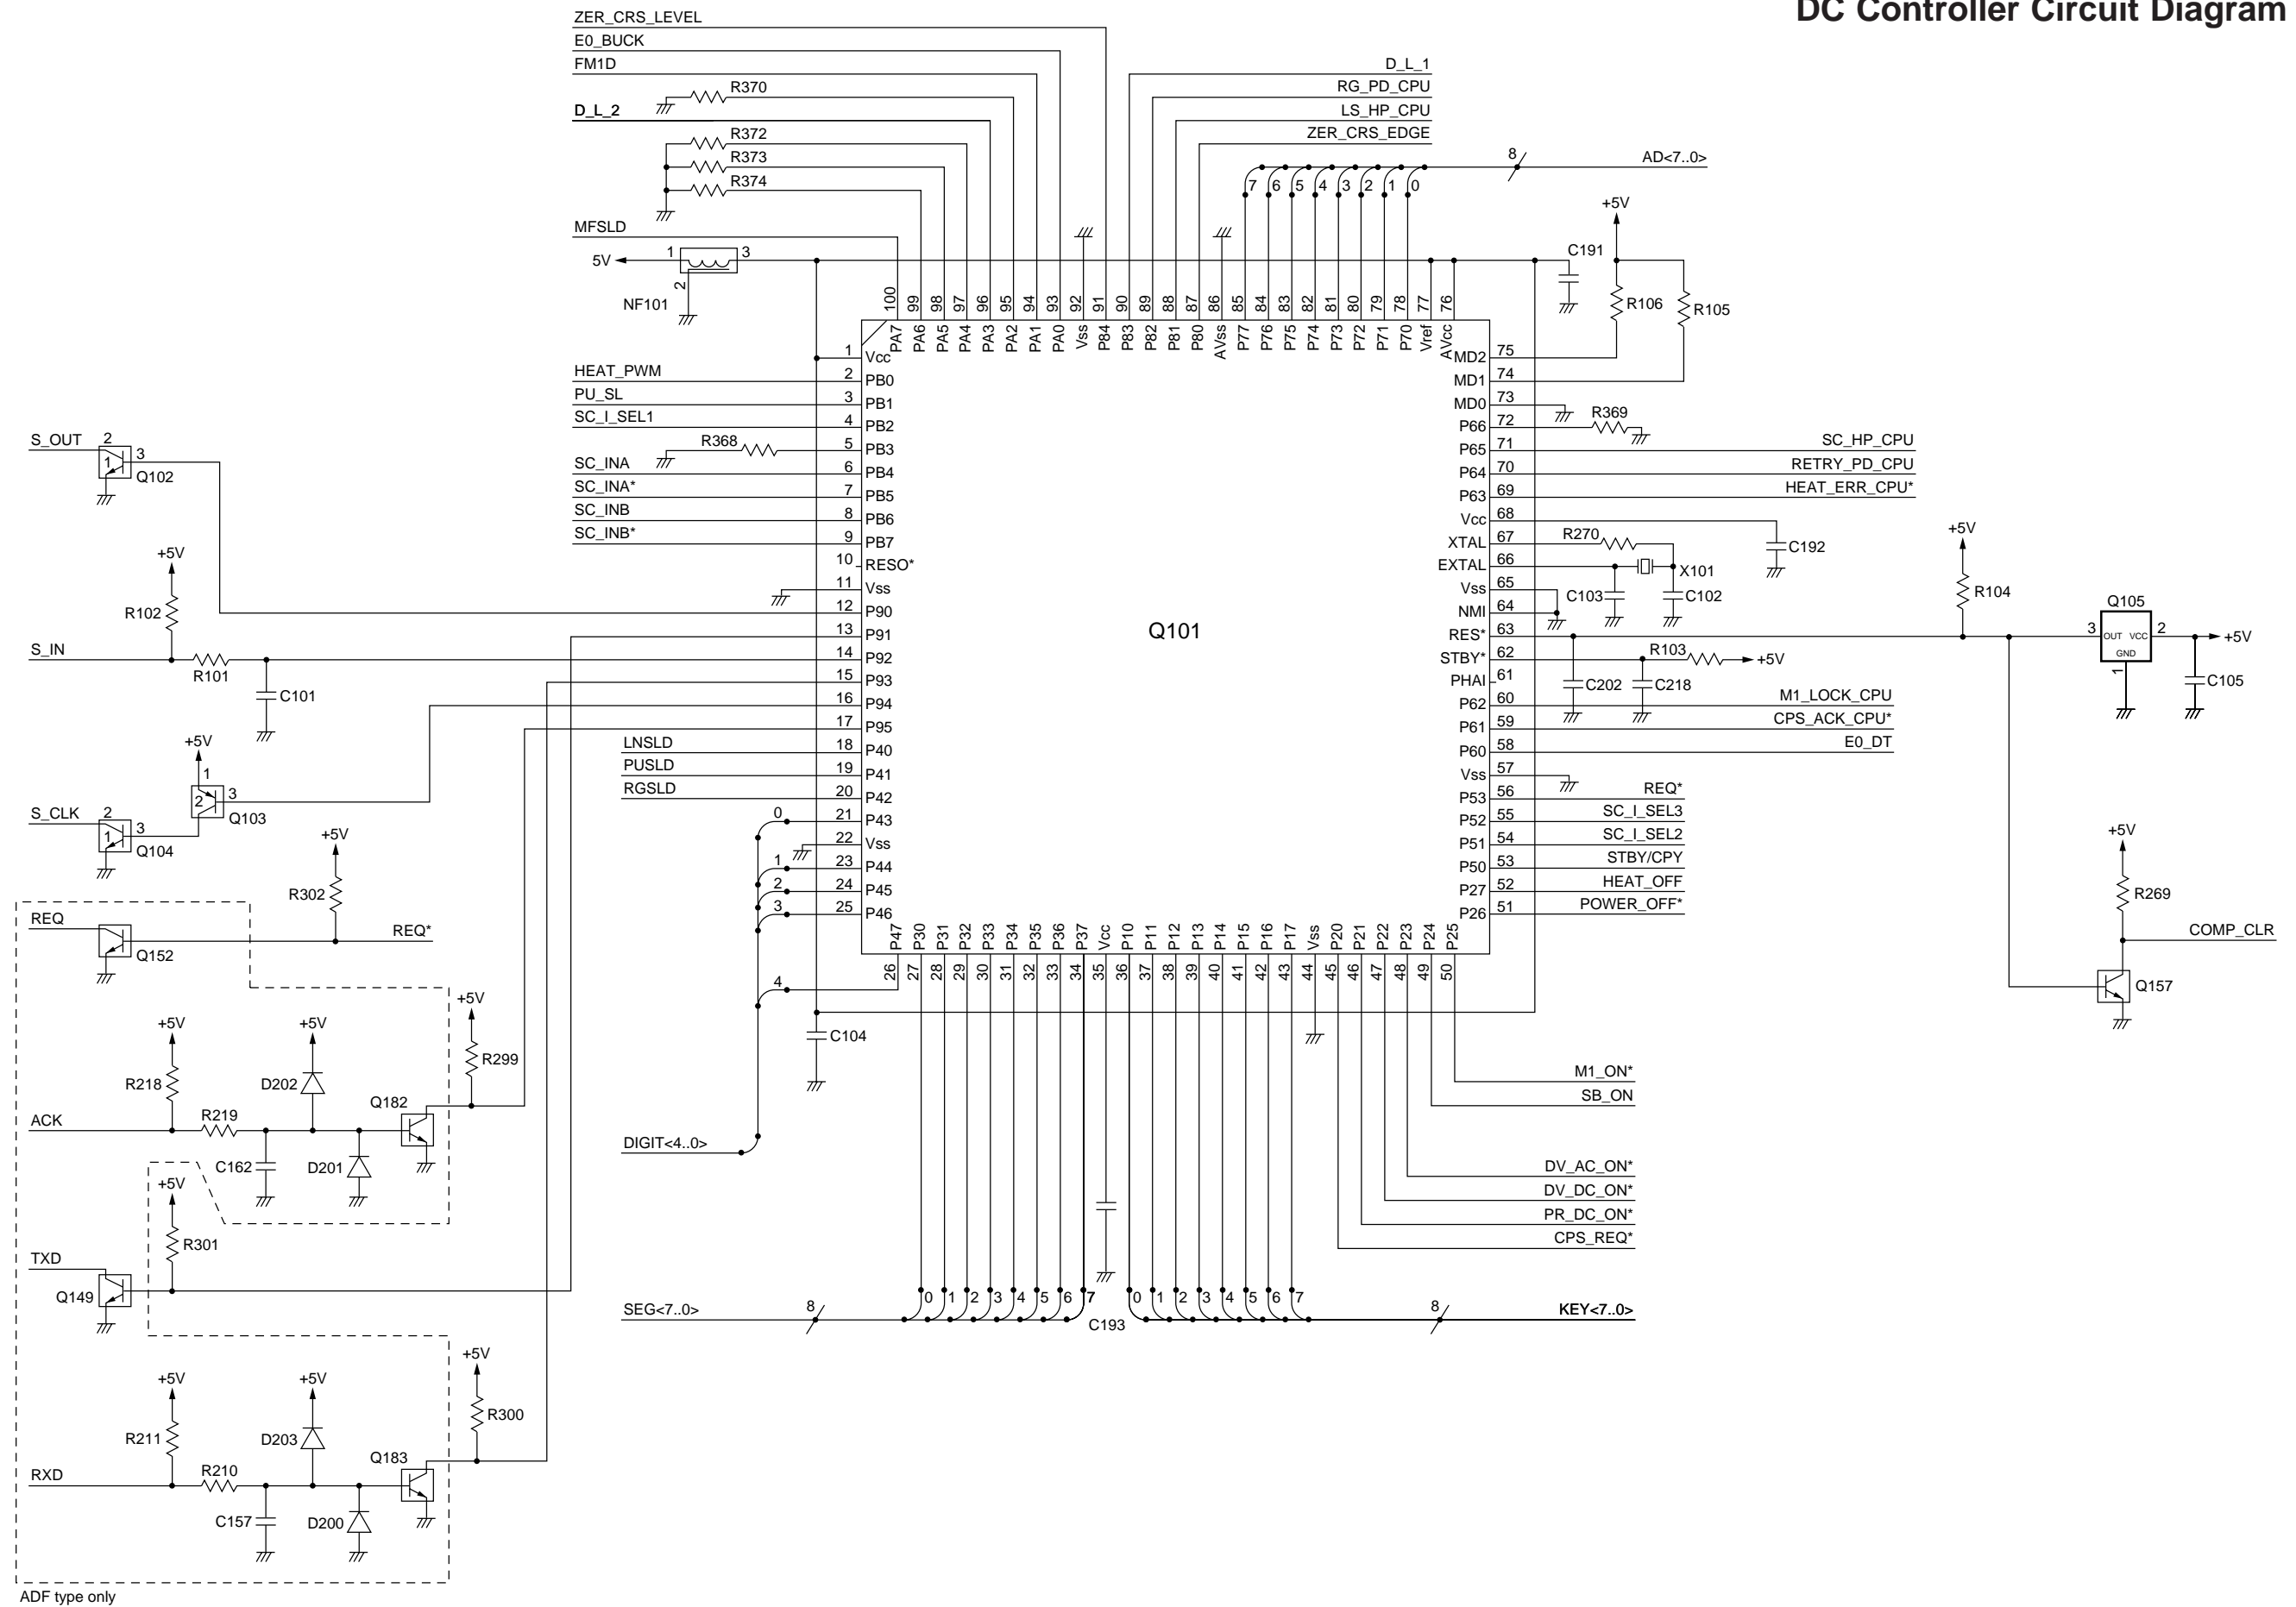 DC Controller Circuit Diagram
ZER_CRS_LEVEL
E0_BUCK
FM1D
R370
D_L_2
R372
R373
R374
MFSLD
5V
1
3
2
NF101
D_L_1
RG_PD_CPU
LS_HP_CPU
ZER_CRS_EDGE
8
AD<7..0>
7 6 5 4 3 2 1 0
+5V
C191
R106
R105
100 99 98 97 96 95 94 93 92 91 90 89 88 87 86 85 84 83 82 81 80 79 78 77 76
PA7 PA6 PA5 PA4 PA3 PA2 PA1 PA0 Vss P84 P83 P82 P81 P80 AVss P77 P76 P75 P74 P73 P72 P71 P70 Vref AVcc
Q101
1 Vcc
HEAT_PWM 2 PB0
PU_SL 3 PB1
SC_I_SEL1 4 PB2
R368 5 PB3
SC_INA 6 PB4
SC_INA* 7 PB5
SC_INB 8 PB6
SC_INB* 9 PB7
10 RESO*
11 Vss
12 P90
13 P91
14 P92
15 P93
16 P94
17 P95
LNSLD 18 P40
PUSLD 19 P41
RGSLD 20 P42
0 21 P43
22 Vss
1 23 P44
2 24 P45
3 25 P46
MD2 75
MD1 74
MD0 73
P66 72 R369
P65 71 SC_HP_CPU
P64 70 RETRY_PD_CPU
P63 69 HEAT_ERR_CPU*
Vcc 68
C192
XTAL 67 R270
EXTAL 66 X101
C103
C102
Vss 65
NMI 64
RES* 63
STBY* 62 R103 +5V
PHAI 61
C202
C218
P62 60 M1_LOCK_CPU
P61 59 CPS_ACK_CPU*
P60 58 E0_DT
Vss 57
P53 56 REQ*
P52 55 SC_I_SEL3
P51 54 SC_I_SEL2
P50 53 STBY/CPY
P27 52 HEAT_OFF
P26 51 POWER_OFF*
+5V
R104
Q105
3 OUT VCC 2 +5V
GND
1
C105
+5V
R269
COMP_CLR
Q157
P47 P30 P31 P32 P33 P34 P35 P36 P37 Vcc P10 P11 P12 P13 P14 P15 P16 P17 Vss P20 P21 P22 P23 P24 P25
26 27 28 29 30 31 32 33 34 35 36 37 38 39 40 41 42 43 44 45 46 47 48 49 50
4
C104
DIGIT<4..0>
M1_ON*
SB_ON
DV_AC_ON*
DV_DC_ON*
PR_DC_ON*
CPS_REQ*
SEG<7..0>
8
0 1 2 3 4 5 6 7
C193
0 1 2 3 4 5 6 7
8
KEY<7..0>
S_OUT 2
1
3
Q102
+5V
R102
S_IN
R101
C101
+5V
1
2
3
Q103
S_CLK 2
1
3
Q104
+5V
R302
REQ
Q152
REQ*
+5V
R299
+5V
R218
+5V
D202
Q182
ACK
R219
C162
D201
+5V
R301
TXD
Q149
+5V
R300
+5V
R211
+5V
D203
Q183
RXD
R210
C157
D200
ADF type only